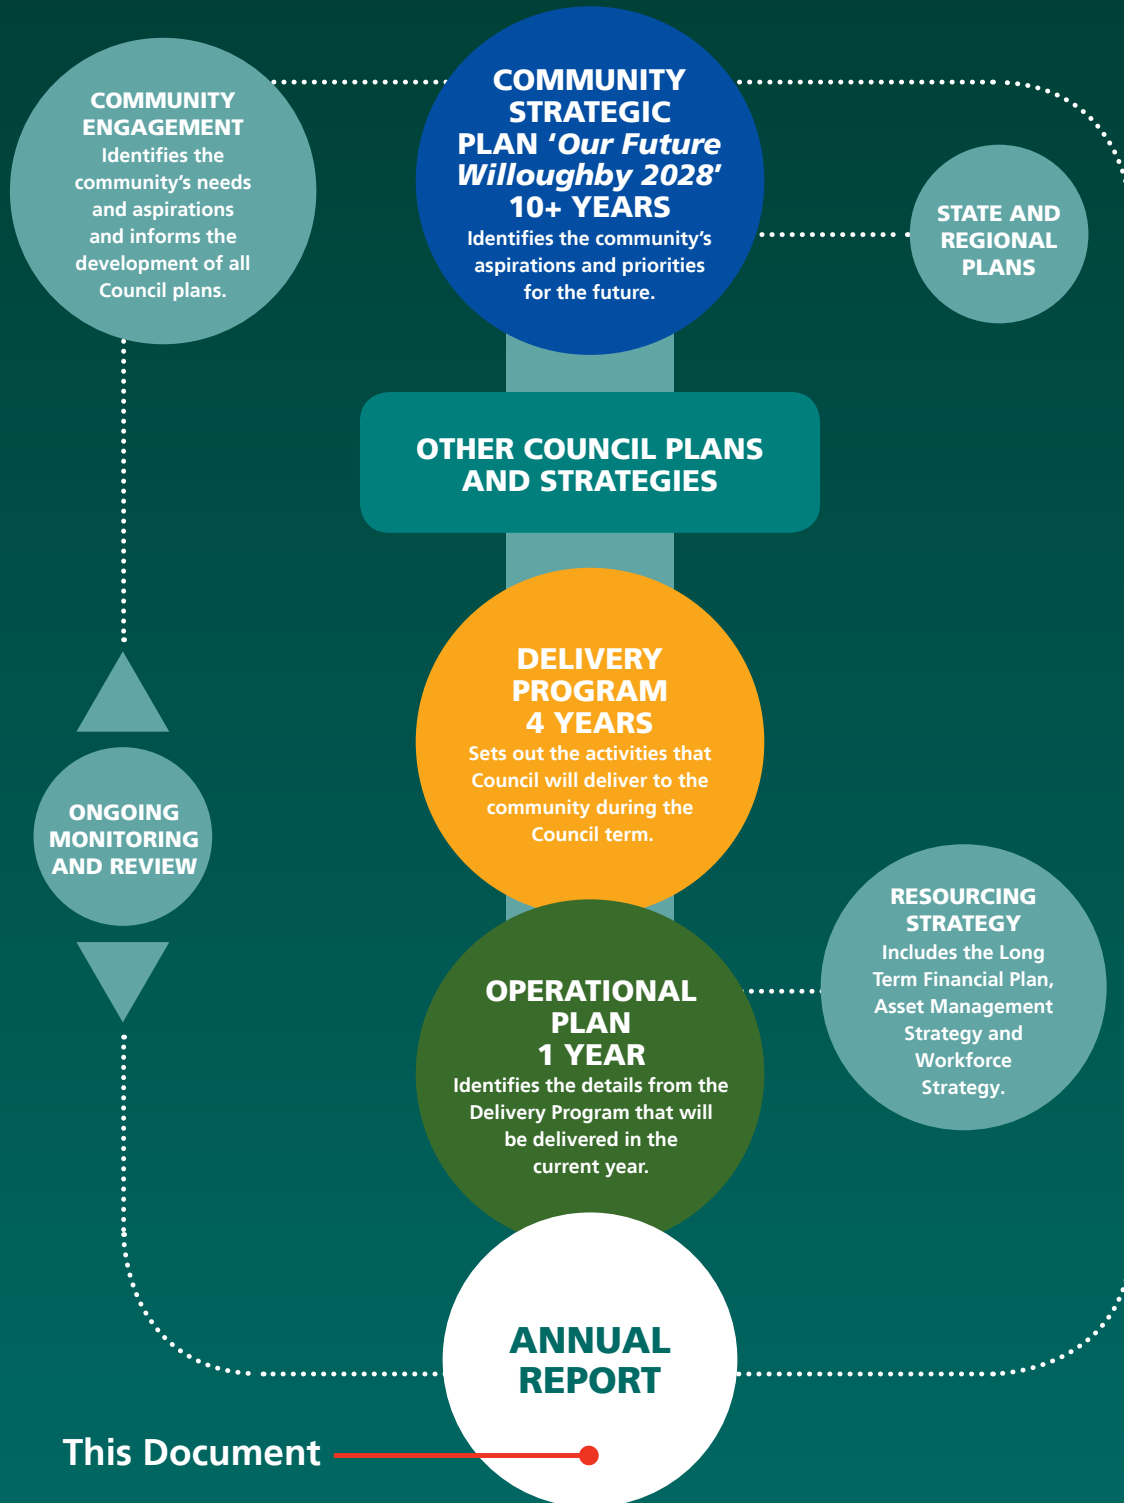 COMMUNITY
ENGAGEMENT
Identifies the
community’s needs
and aspirations
and informs the
development of all
Council plans.
COMMUNITY
STRATEGIC
PLAN ‘Our Future
Willoughby 2028’
10+ YEARS
Identifies the community’s
aspirations and priorities
for the future.
STATE AND
REGIONAL
PLANS
OTHER COUNCIL PLANS
AND STRATEGIES
DELIVERY
PROGRAM
4 YEARS
Sets out the activities that
Council will deliver to the
community during the
Council term.
ONGOING
MONITORING
AND REVIEW
RESOURCING
STRATEGY
Includes the Long
Term Financial Plan,
Asset Management
Strategy and
Workforce
Strategy.
OPERATIONAL
PLAN
1 YEAR
Identifies the details from the
Delivery Program that will
be delivered in the
current year.
ANNUAL
REPORT
This Document